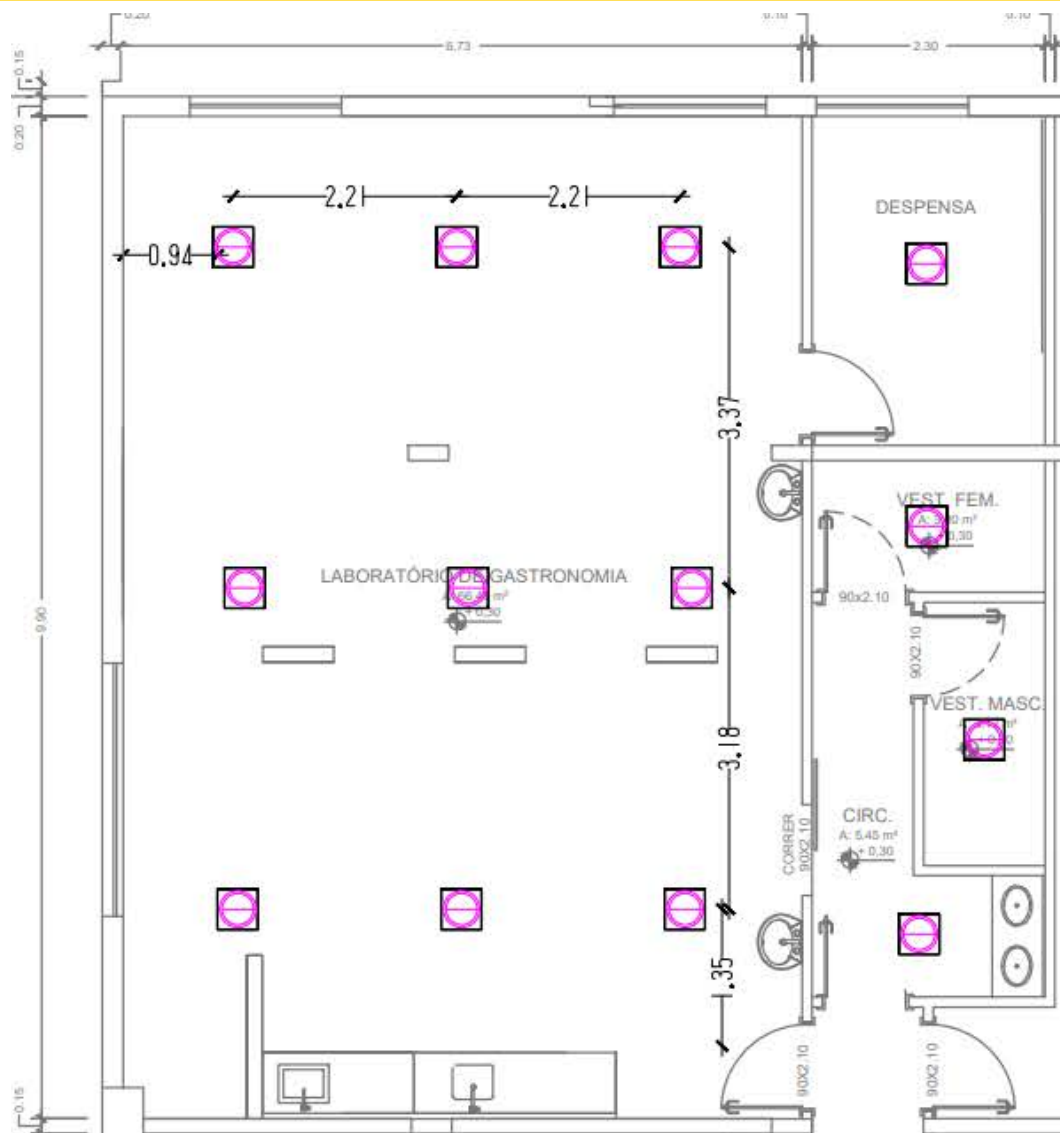 6.73
2.30
0.15
0.20
2.21
2.21
DESPENSA
0.94
3.37
VEST. FEM.
LABORATÓRIO DE GASTRONOMIA
+ 0,30
90x2.10
9.90
90X2.10
VEST. MASC.
3.18
CIRC.
A: 5.45 m²
+ 0,30
CORRER
90X2.10
.35
90X2.10
90X2.10
0.15